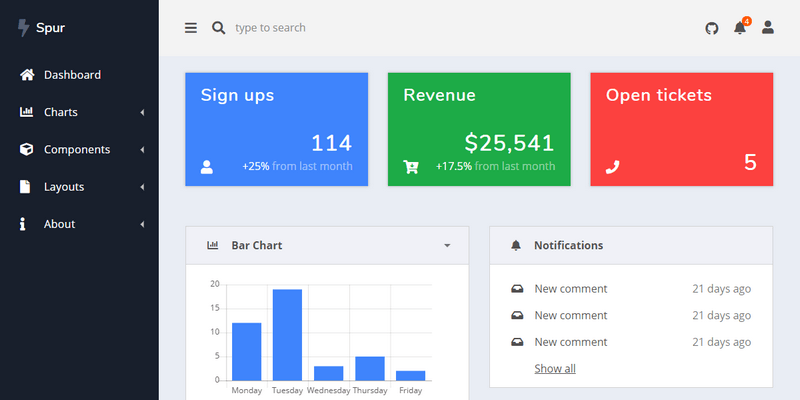 Spur
Dashboard
Charts
Components
Layouts
About
type to search
4
Sign ups
114
+25% from last month
Revenue
$25,541
+17.5% from last month
Open tickets
5
Bar Chart
20
15
10
5
0
Monday Tuesday Wednesday Thursday Friday
Notifications
New comment 21 days ago
New comment 21 days ago
New comment 21 days ago
Show all